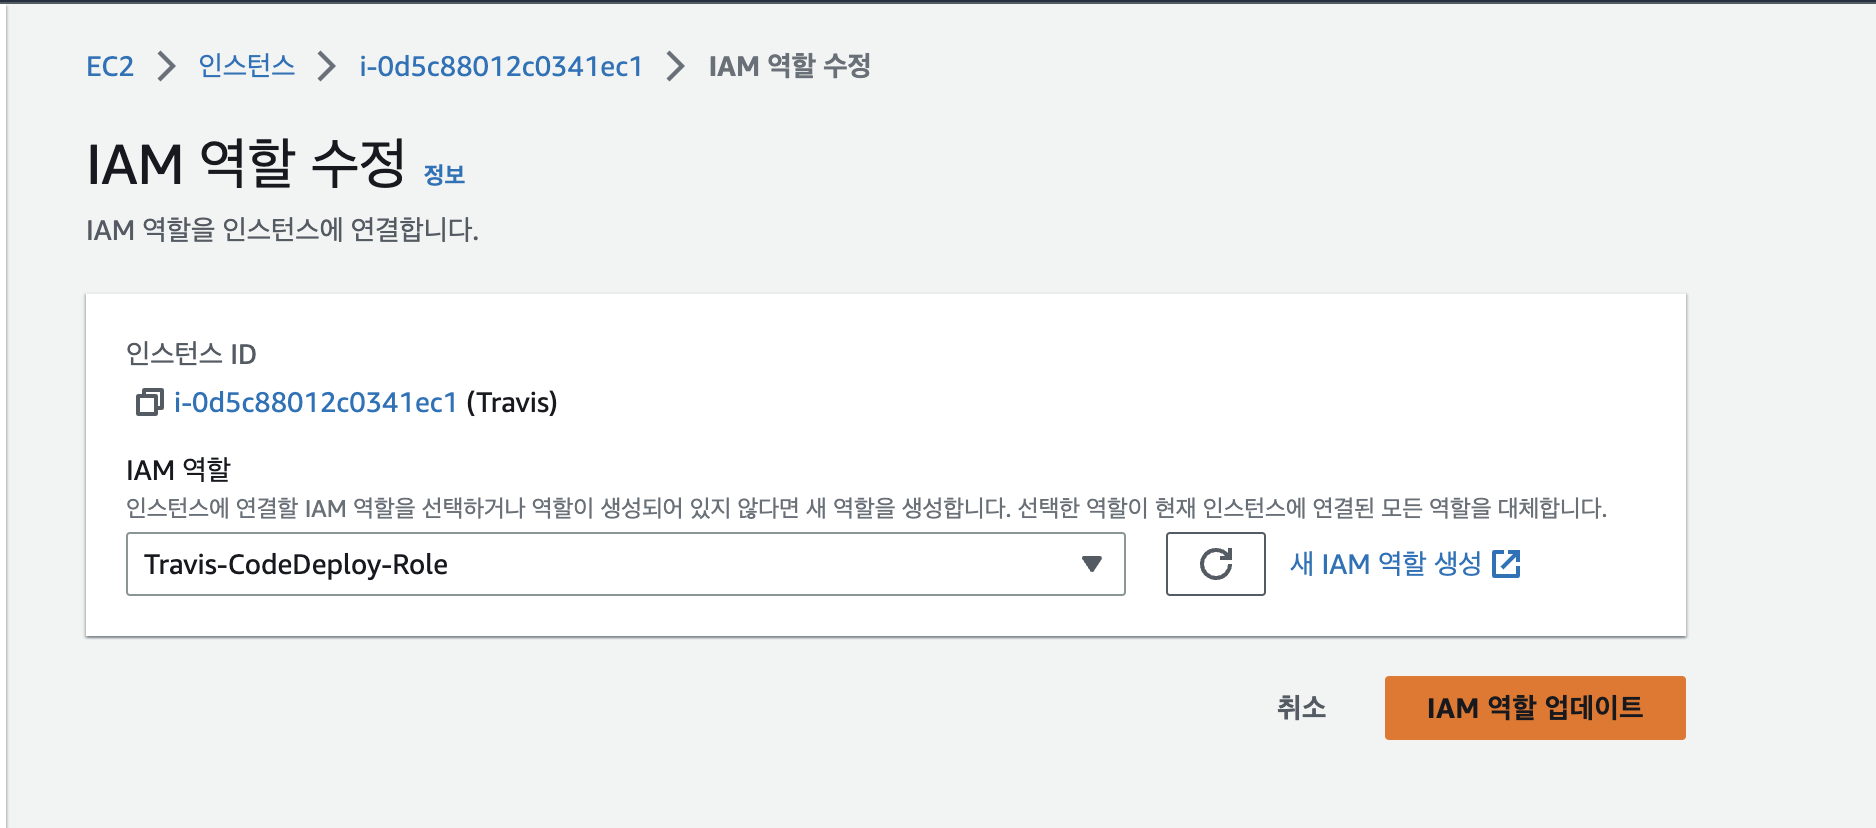 EC2 > 인스턴스 > i-0d5c88012c0341ec1 > IAM 역할 수정
IAM 역할 수정 정보
IAM 역할을 인스턴스에 연결합니다.
인스턴스 ID
i-0d5c88012c0341ec1 (Travis)
IAM 역할
인스턴스에 연결할 IAM 역할을 선택하거나 역할이 생성되어 있지 않다면 새 역할을 생성합니다. 선택한 역할이 현재 인스턴스에 연결된 모든 역할을 대체합니다.
Travis-CodeDeploy-Role 새 IAM 역할 생성
취소 IAM 역할 업데이트